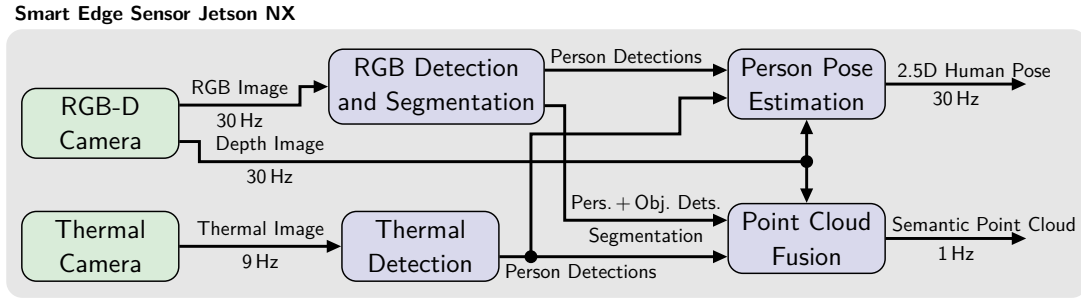 Smart Edge Sensor Jetson NX
RGB-D
Camera
RGB Image
30 Hz
Depth Image
30 Hz
RGB Detection
and Segmentation
Person Detections
Person Pose
Estimation
2.5D Human Pose
30 Hz
Thermal
Camera
Thermal Image
9 Hz
Thermal
Detection
Pers. + Obj. Dets.
Segmentation
Person Detections
Point Cloud
Fusion
Semantic Point Cloud
1 Hz